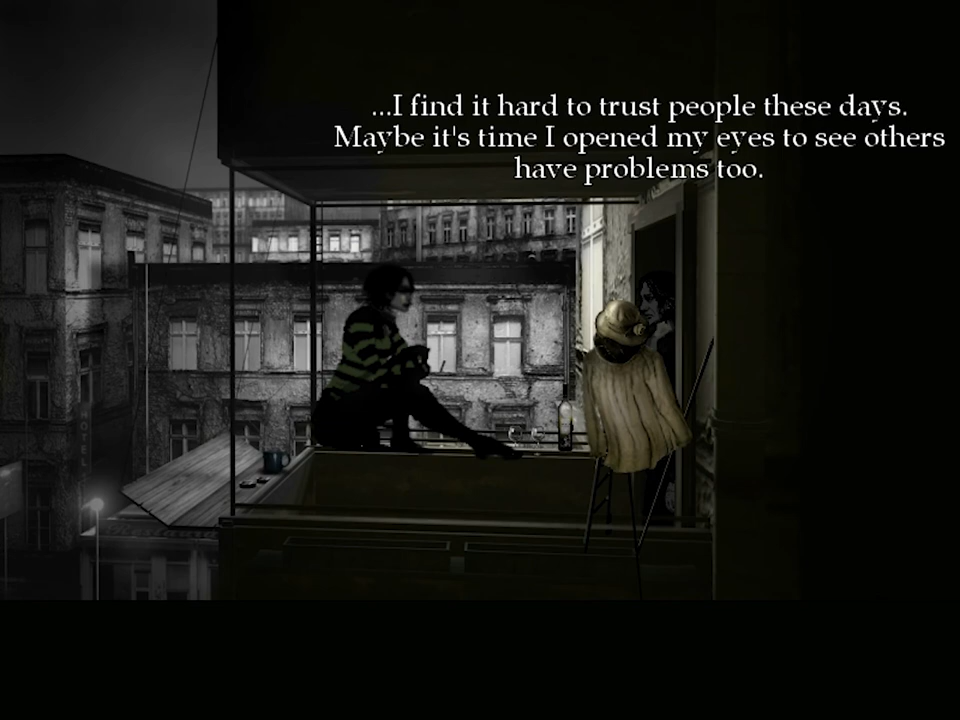 ...I find it hard to trust people these days.
Maybe it's time I opened my eyes to see others
have problems too.